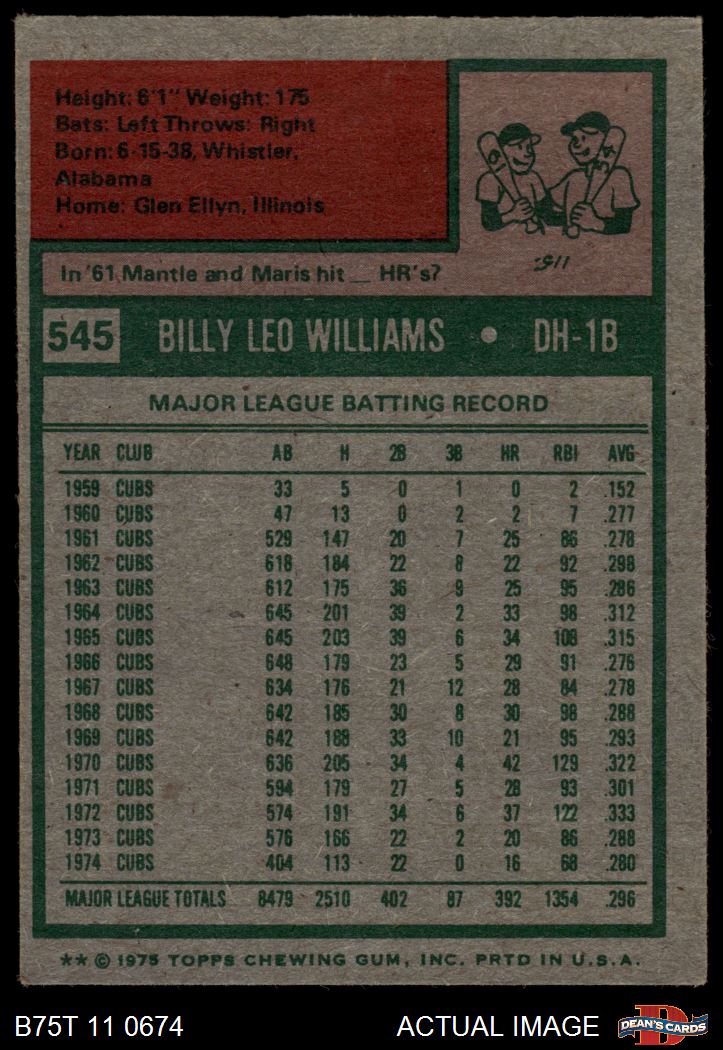 Height: 6'1" Weight: 175
Bats: Left Throws: Right
Born: 6-15-38, Whistler,
Alabama
Home: Glen Ellyn, Illinois
In '61 Mantle and Maris hit __ HR's?
545 BILLY LEO WILLIAMS • DH-1B
MAJOR LEAGUE BATTING RECORD
YEAR CLUB AB H 2B 3B HR RBI AVG
1959 CUBS 33 5 0 1 0 2 .152
1960 CUBS 47 13 0 2 2 7 .277
1961 CUBS 529 147 20 7 25 86 .278
1962 CUBS 618 184 22 8 22 92 .298
1963 CUBS 612 175 36 9 25 95 .286
1964 CUBS 645 201 39 2 33 98 .312
1965 CUBS 645 203 39 6 34 108 .315
1966 CUBS 648 179 23 5 29 91 .276
1967 CUBS 634 176 21 12 28 84 .278
1968 CUBS 642 185 30 8 30 98 .288
1969 CUBS 642 188 33 10 21 95 .293
1970 CUBS 636 205 34 4 42 129 .322
1971 CUBS 594 179 27 5 28 93 .301
1972 CUBS 574 191 34 6 37 122 .333
1973 CUBS 576 166 22 2 20 86 .288
1974 CUBS 404 113 22 0 16 68 .280
MAJOR LEAGUE TOTALS 8479 2510 402 87 392 1354 .296
** © 1975 TOPPS CHEWING GUM, INC. PRTD IN U.S.A.
B75T 11 0674 ACTUAL IMAGE DEAN'S CARDS